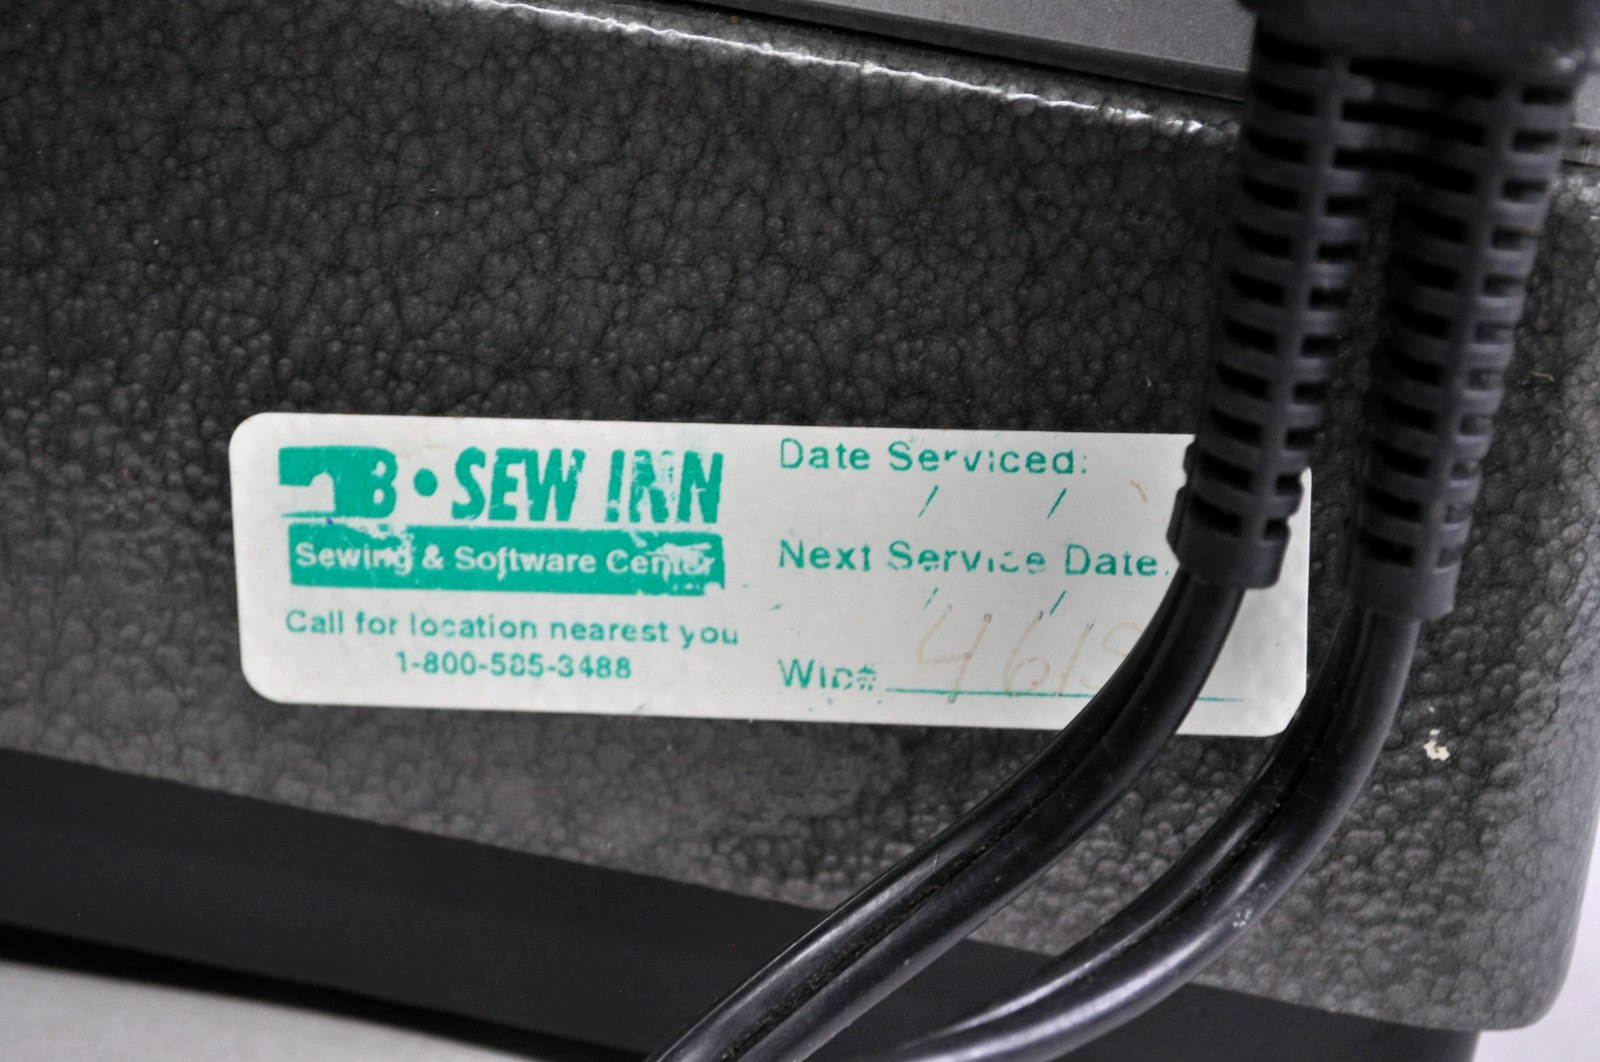 B • SEW INN
Sewing & Software Center
Call for location nearest you
1-800-585-3488
Date Serviced:
/ /
Next Service Date:
/ /